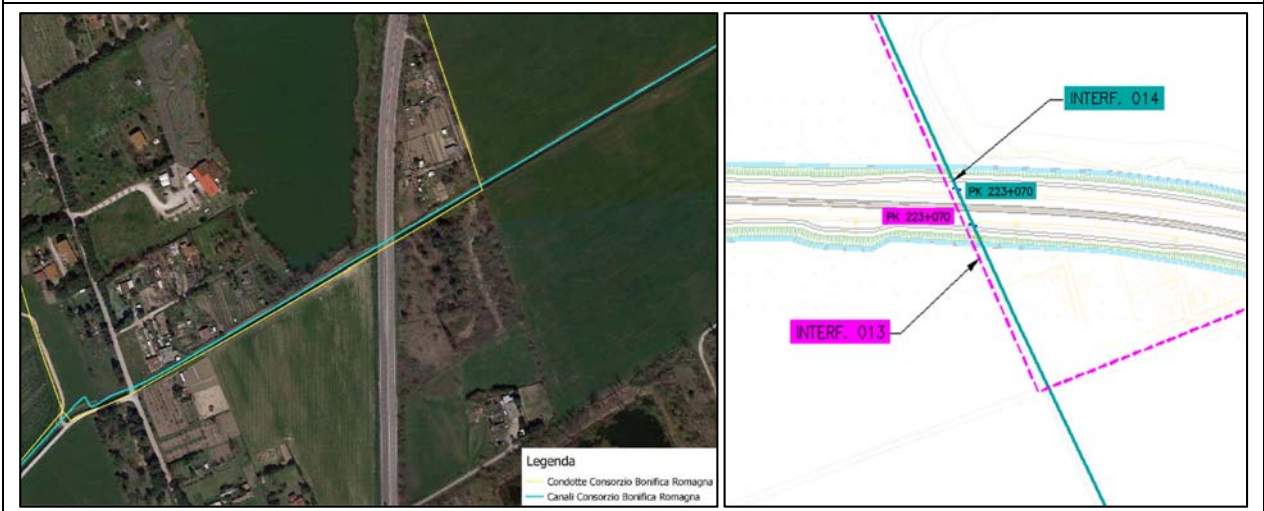 Legenda
Condotte Consorzio Bonifica Romagna
Canali Consorzio Bonifica Romagna
INTERF. 014
PK 223+070
PK 223+070
INTERF. 013